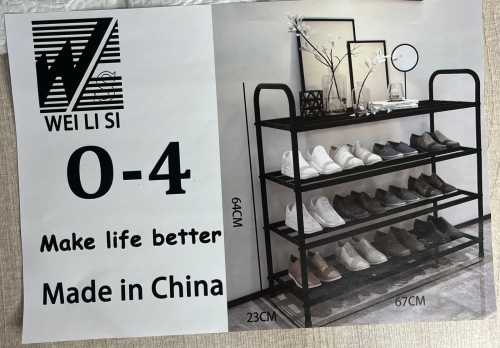 WEI LI SI
0-4
Make life better
Made in China
64CM
23CM
67CM